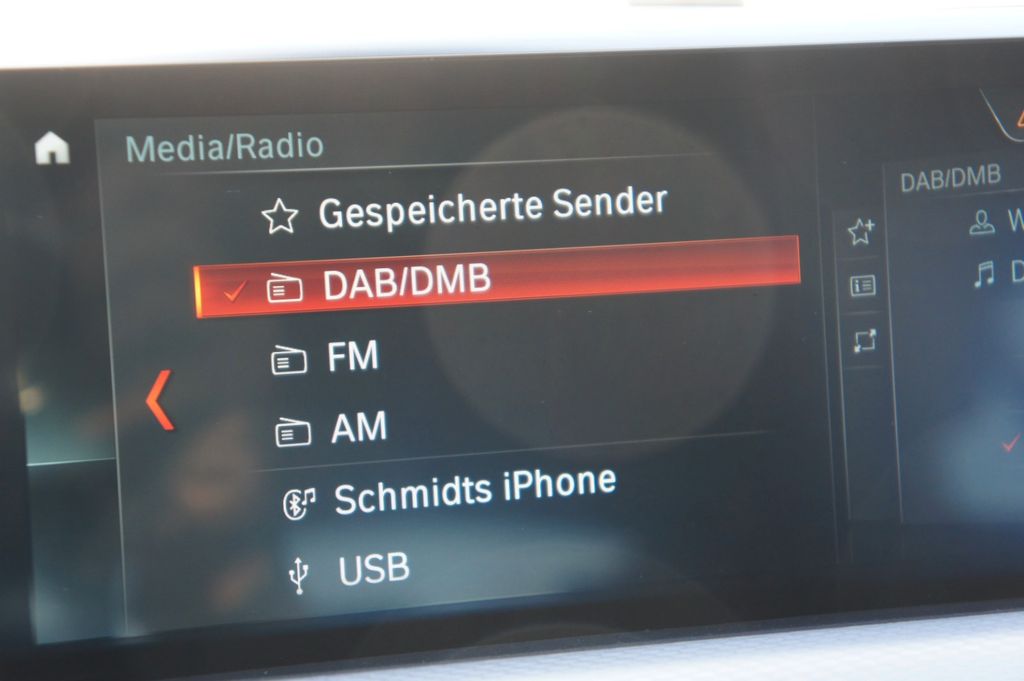 Media/Radio
Gespeicherte Sender
DAB/DMB
FM
AM
Schmidts iPhone
USB
DAB/DMB
W
D